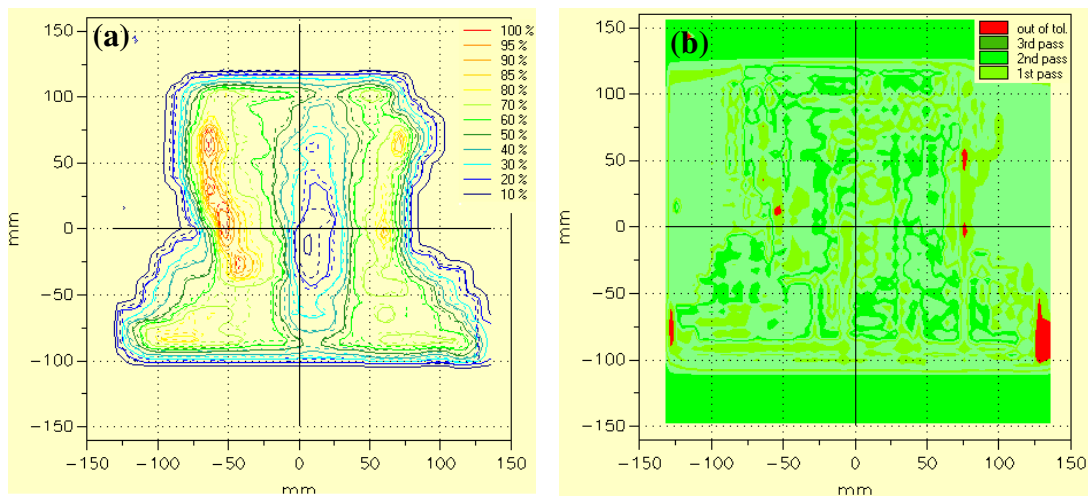 (a)
100 %
95 %
90 %
85 %
80 %
70 %
60 %
50 %
40 %
30 %
20 %
10 %
150
100
50
0
−50
−100
−150
mm
−150 −100 −50 0 50 100 150
mm
(b)
out of tol.
3rd pass
2nd pass
1st pass
150
100
50
0
−50
−100
−150
mm
−150 −100 −50 0 50 100 150
mm